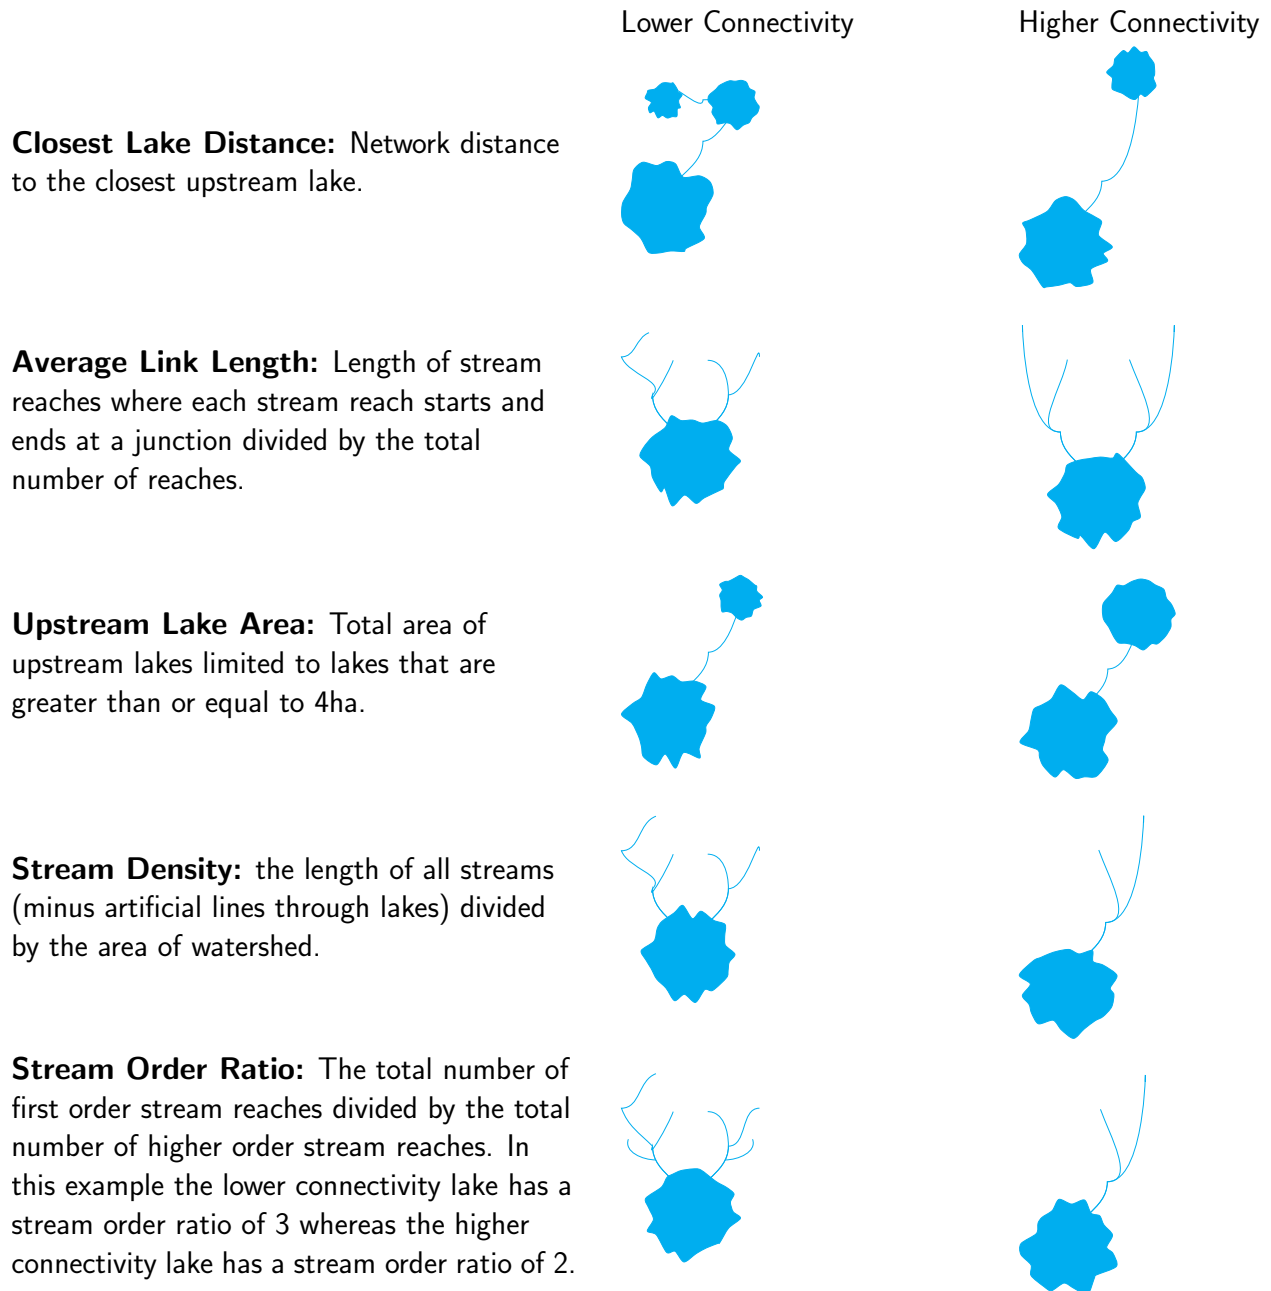 Lower Connectivity
Higher Connectivity
Closest Lake Distance: Network distance
to the closest upstream lake.
Average Link Length: Length of stream
reaches where each stream reach starts and
ends at a junction divided by the total
number of reaches.
Upstream Lake Area: Total area of
upstream lakes limited to lakes that are
greater than or equal to 4ha.
Stream Density: the length of all streams
(minus artificial lines through lakes) divided
by the area of watershed.
Stream Order Ratio: The total number of
first order stream reaches divided by the total
number of higher order stream reaches. In
this example the lower connectivity lake has a
stream order ratio of 3 whereas the higher
connectivity lake has a stream order ratio of 2.